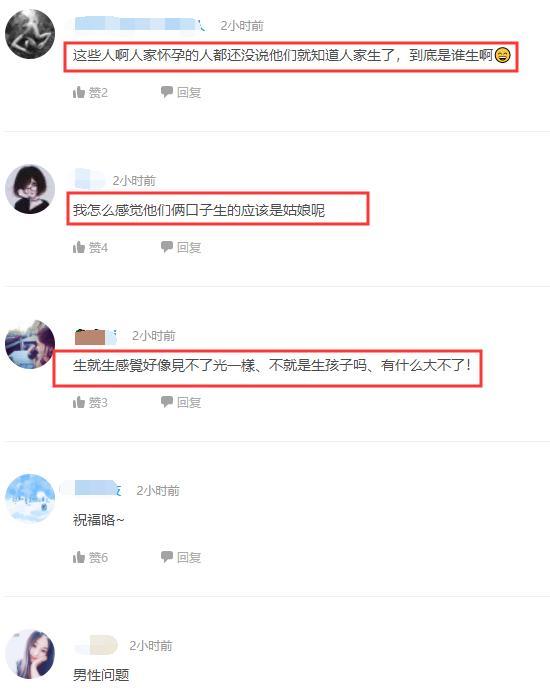 2小时前
这些人啊人家怀孕的人都还没说他们就知道人家生了，到底是谁生啊😄
赞2 回复
2小时前
我怎么感觉他们俩口子生的应该是姑娘呢
赞4 回复
2小时前
生就生感覺好像見不了光一樣、不就是生孩子吗、有什么大不了！
赞3 回复
2小时前
祝福咯~
赞6 回复
2小时前
男性问题